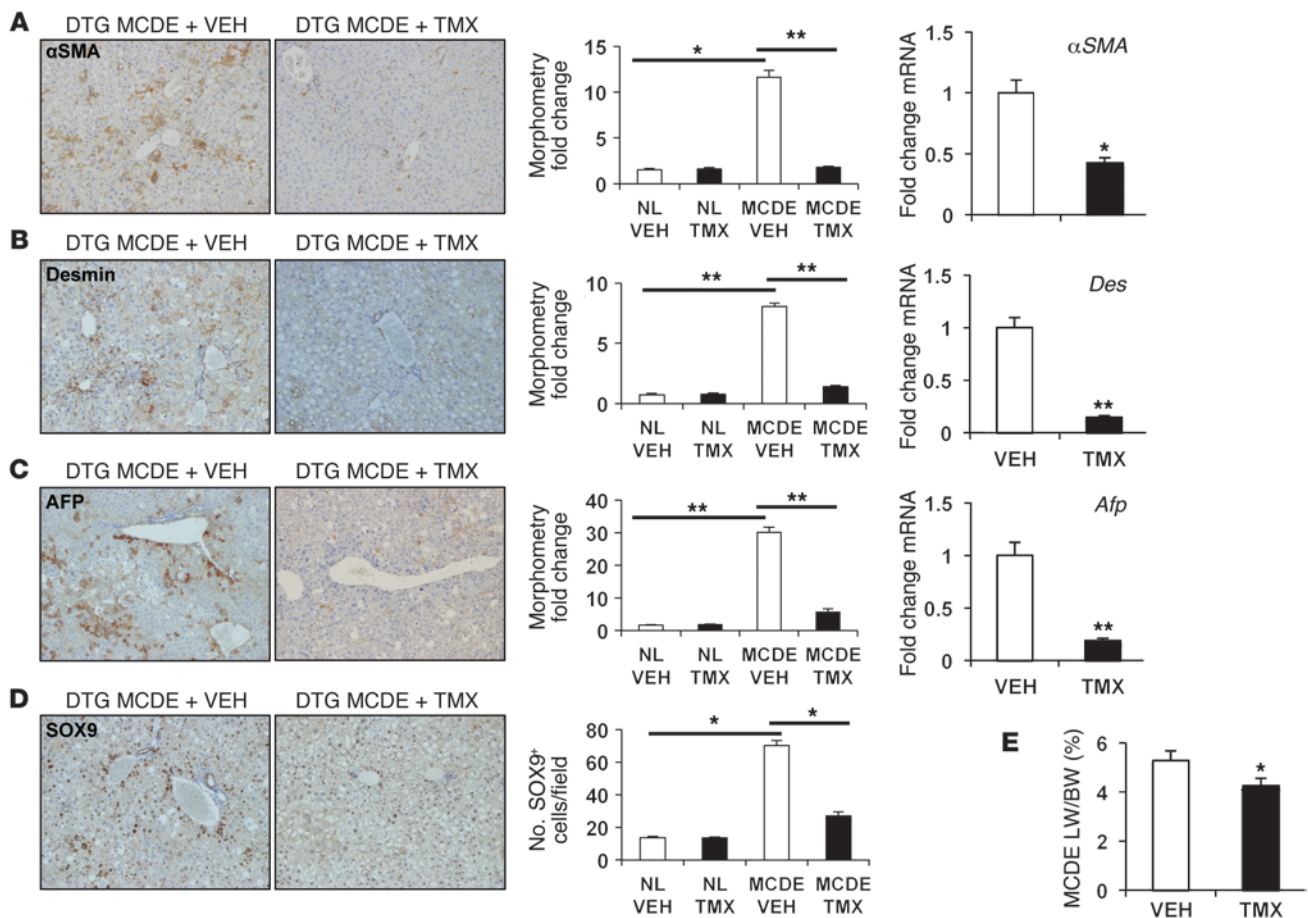 A
DTG MCDE + VEH
DTG MCDE + TMX
αSMA
Morphometry
fold change
15
10
5
0
*
**
NL
VEH
NL
TMX
MCDE
VEH
MCDE
TMX
Fold change mRNA
1.5
1
0.5
0
αSMA
*
B
DTG MCDE + VEH
DTG MCDE + TMX
Desmin
Morphometry
fold change
10
5
0
**
**
NL
VEH
NL
TMX
MCDE
VEH
MCDE
TMX
Fold change mRNA
1.5
1
0.5
0
Des
**
VEH
TMX
C
DTG MCDE + VEH
DTG MCDE + TMX
AFP
Morphometry
fold change
40
30
20
10
0
**
**
NL
VEH
NL
TMX
MCDE
VEH
MCDE
TMX
Fold change mRNA
1.5
1
0.5
0
Afp
**
VEH
TMX
D
DTG MCDE + VEH
DTG MCDE + TMX
SOX9
No. SOX9⁺
cells/field
80
60
40
20
0
*
*
NL
VEH
NL
TMX
MCDE
VEH
MCDE
TMX
E
MCDE LW/BW (%)
6
4
2
0
*
VEH
TMX